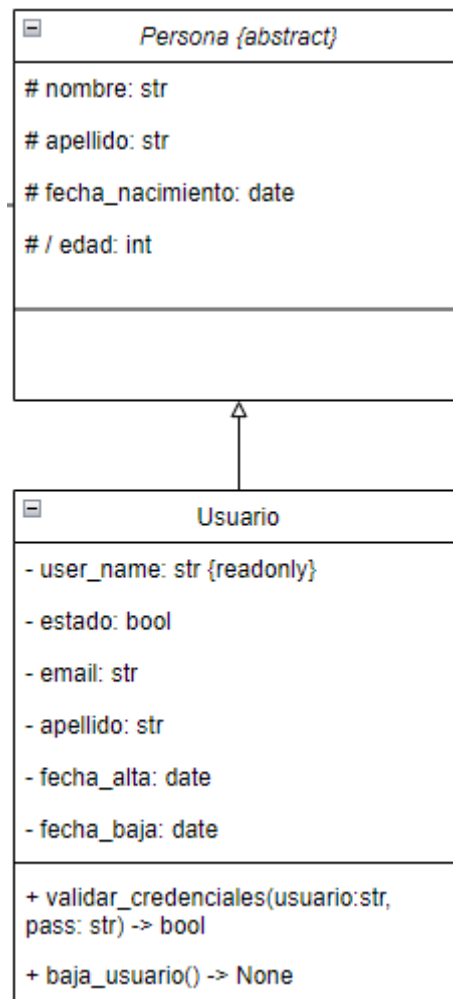 Persona {abstract}
# nombre: str
# apellido: str
# fecha_nacimiento: date
# / edad: int
Usuario
- user_name: str {readonly}
- estado: bool
- email: str
- apellido: str
- fecha_alta: date
- fecha_baja: date
+ validar_credenciales(usuario:str,
pass: str) -> bool
+ baja_usuario() -> None